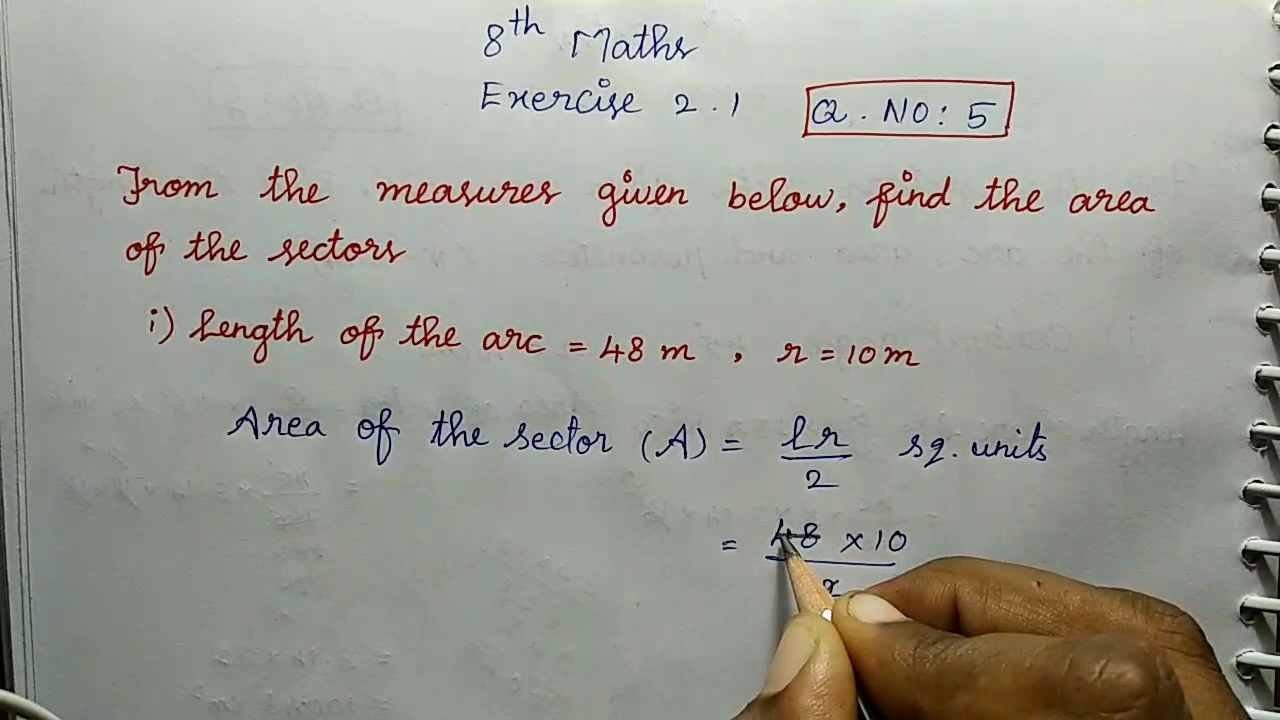 8th Maths
Exercise 2.1
Q. NO: 5
From the measures given below, find the area
of the sectors
i) Length of the arc = 48 m , r = 10 m
Area of the sector (A) = lr/2 sq. units
= 48 × 10 / 2